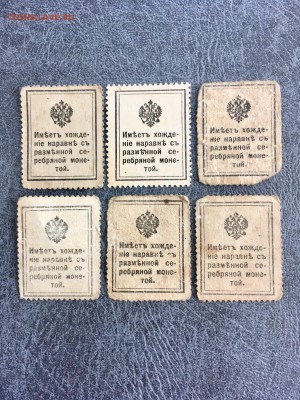 Имѣетъ хожде-
ніе наравнѣ съ
размѣнной се-
ребряной моне-
той.
Имѣетъ хожде-
ніе наравнѣ съ
размѣнной се-
ребряной моне-
той.
Имѣетъ хожде-
ніе наравнѣ съ
размѣнной се-
ребряной моне-
той.
Имѣетъ хожде-
ніе наравнѣ съ
размѣнной се-
ребряной моне-
той.
Имѣетъ хожде-
ніе наравнѣ съ
размѣнной се-
ребряной моне-
той.
Имѣетъ хожде-
ніе наравнѣ съ
размѣнной се-
ребряной моне-
той.